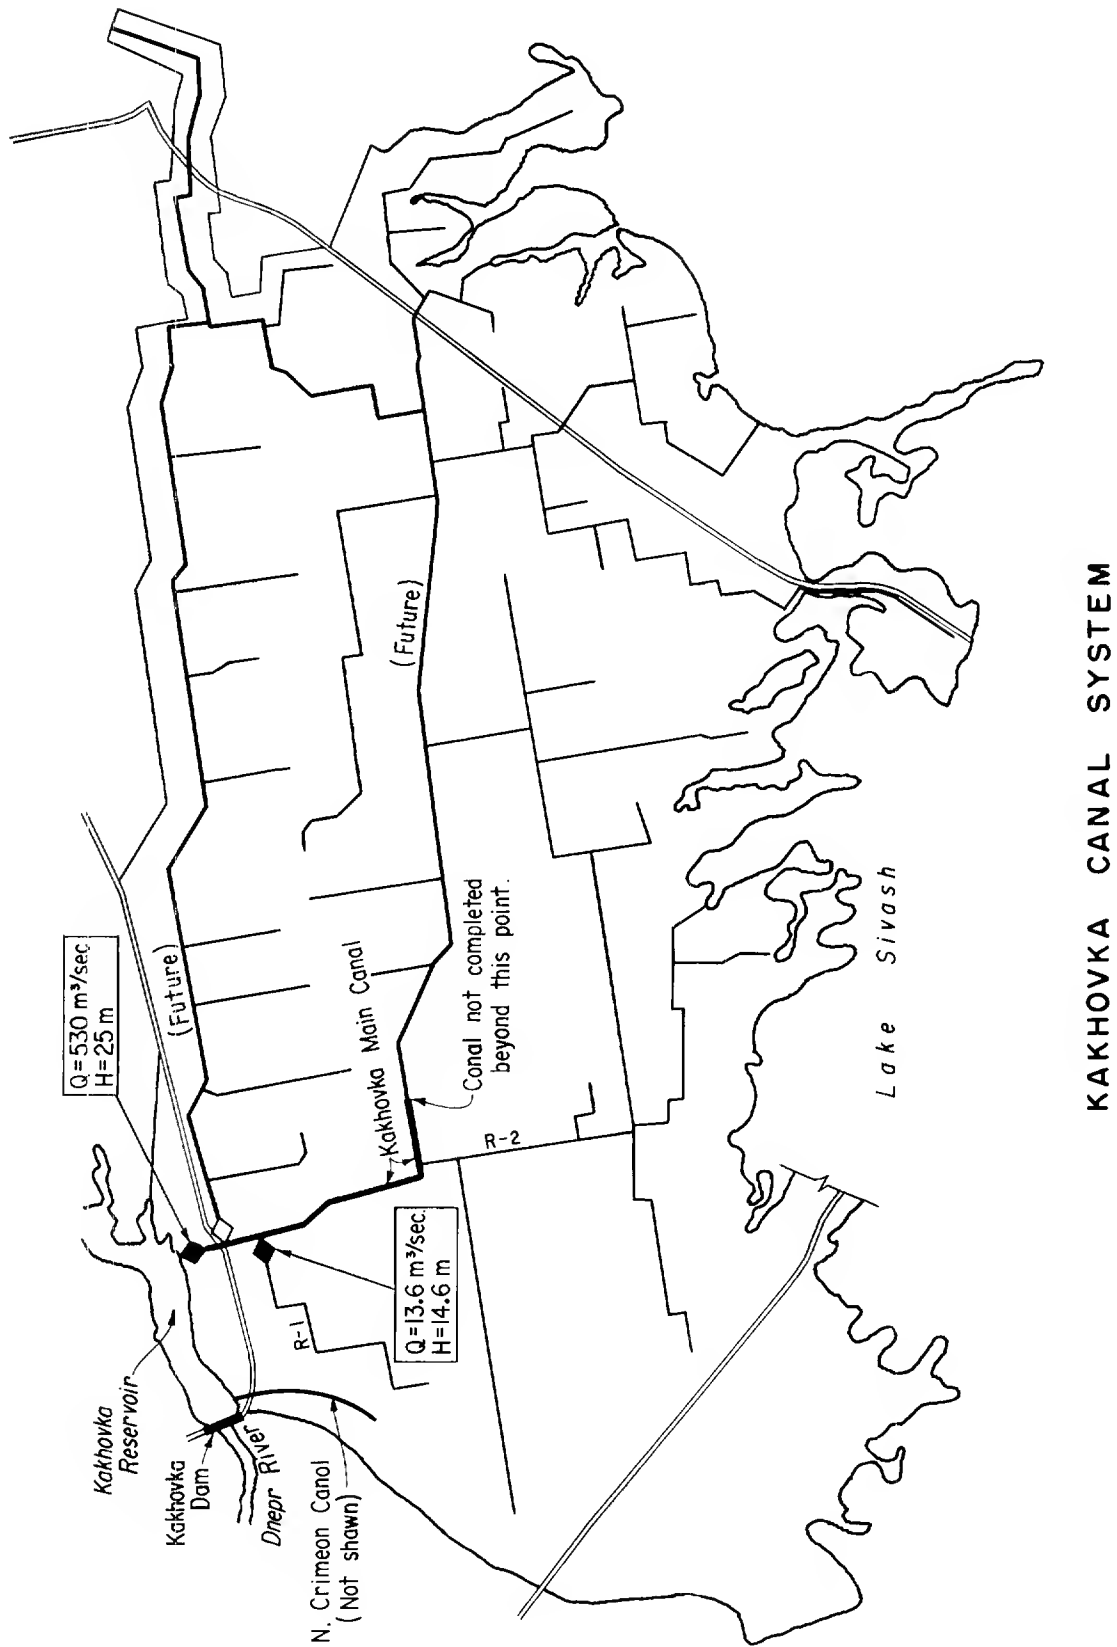 Kakhovka
Reservoir
Kakhovka
Dam
Dnepr River
N. Crimean Canal
(Not shawn)
Q=530 m³/sec
H=25 m
(Future)
R-1
Q=13.6 m³/sec.
H=14.6 m
Kakhovka Main Canal
Canal not completed
beyond this point.
R-2
(Future)
Lake Sivash
KAKHOVKA CANAL SYSTEM